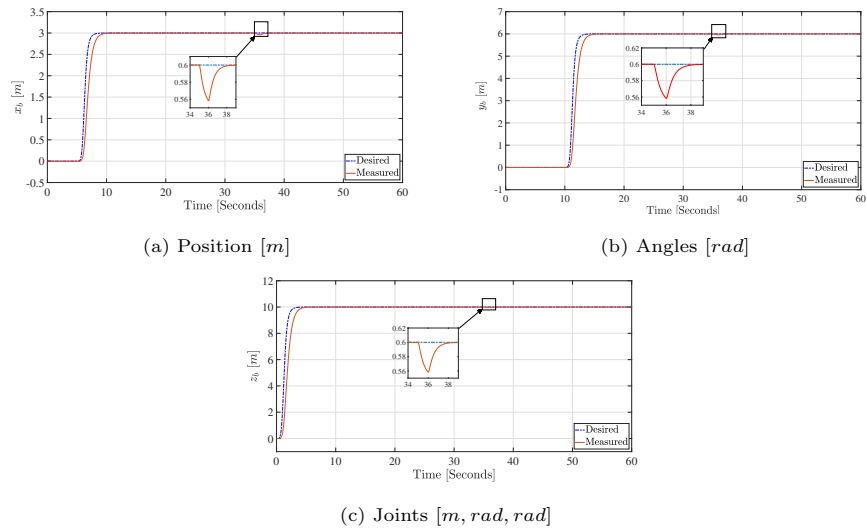 3.5
3
2.5
2
1.5
1
0.5
0
-0.5
x_b [m]
0 10 20 30 40 50 60
Time [Seconds]
0.6
0.56
34 36 38
Desired
Measured
(a) Position [m]
7
6
5
4
3
2
1
0
-1
y_b [m]
0 10 20 30 40 50 60
Time [Seconds]
0.62
0.6
0.58
0.56
34 36 38
Desired
Measured
(b) Angles [rad]
12
10
8
6
4
2
0
z_b [m]
0 10 20 30 40 50 60
Time [Seconds]
0.62
0.6
0.58
0.56
34 36 38
Desired
Measured
(c) Joints [m, rad, rad]